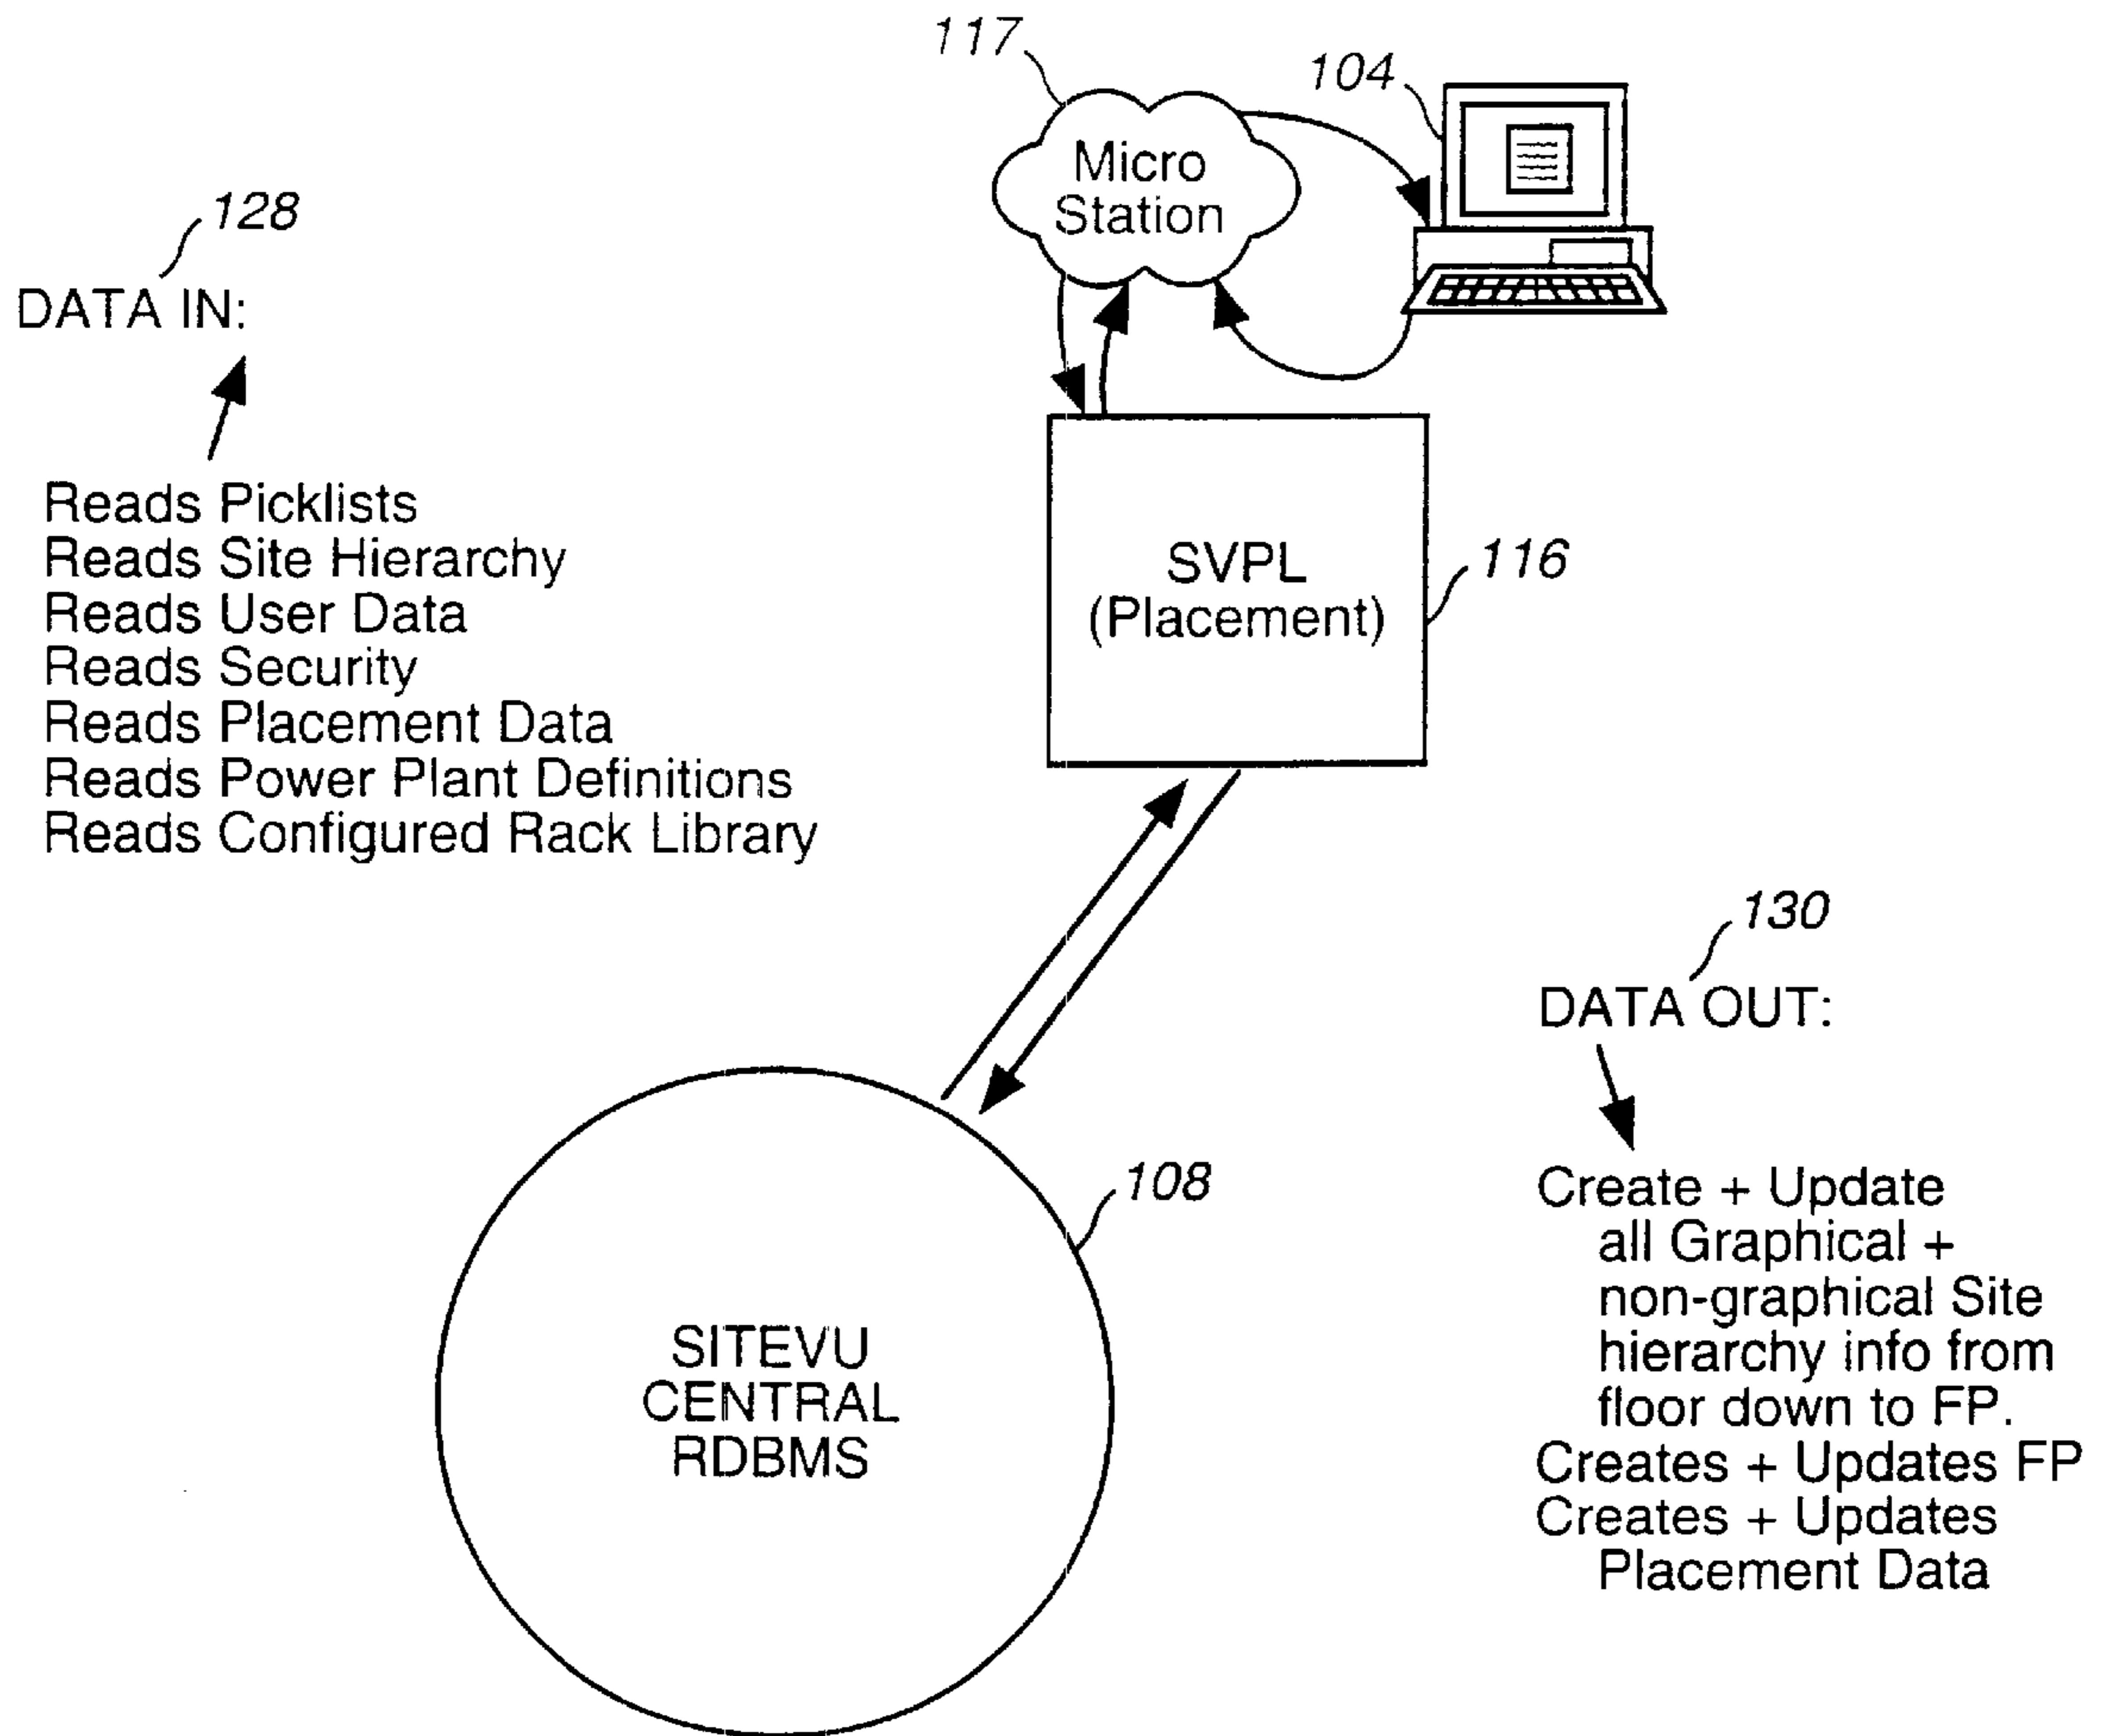 117
104
Micro
Station
128
DATA IN:
Reads Picklists
Reads Site Hierarchy
Reads User Data
Reads Security
Reads Placement Data
Reads Power Plant Definitions
Reads Configured Rack Library
SVPL
(Placement)
116
130
DATA OUT:
Create + Update
all Graphical +
non-graphical Site
hierarchy info from
floor down to FP.
Creates + Updates FP
Creates + Updates
Placement Data
108
SITEVU
CENTRAL
RDBMS